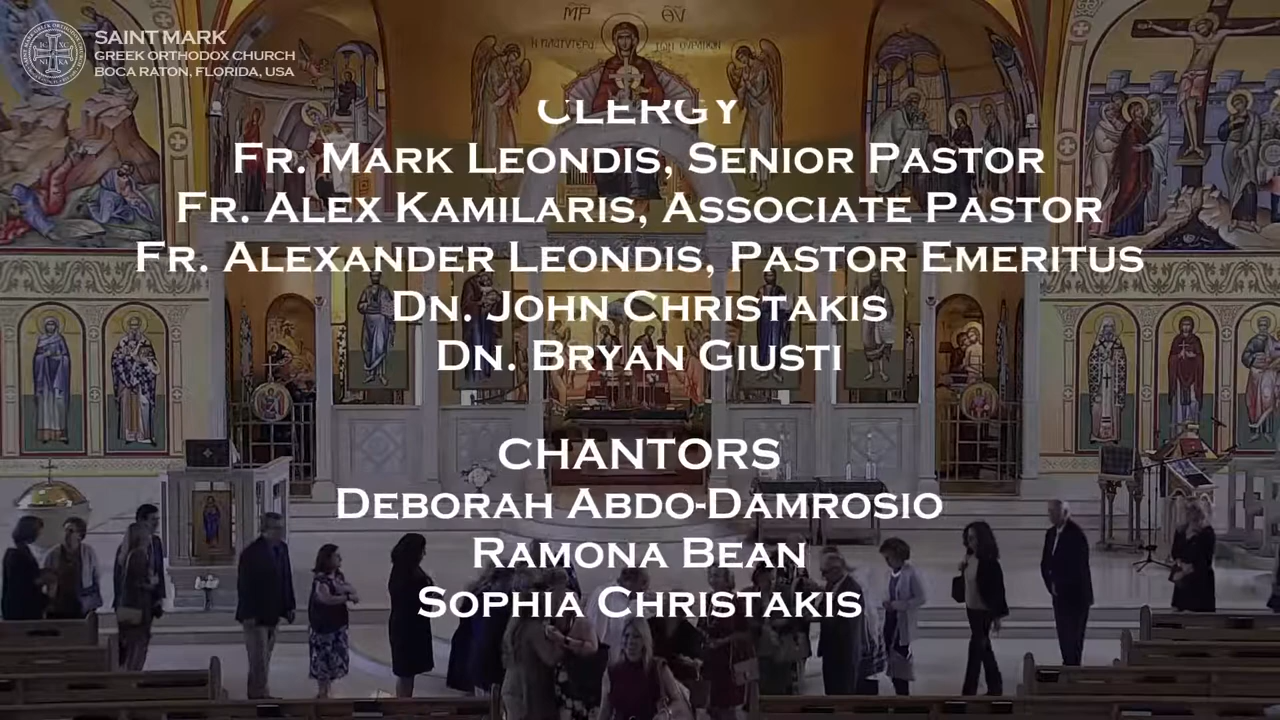 SAINT MARK
GREEK ORTHODOX CHURCH
BOCA RATON, FLORIDA, USA
ΜΡ ΘΥ
CLERGY
FR. MARK LEONDIS, SENIOR PASTOR
FR. ALEX KAMILARIS, ASSOCIATE PASTOR
FR. ALEXANDER LEONDIS, PASTOR EMERITUS
DN. JOHN CHRISTAKIS
DN. BRYAN GIUSTI
CHANTORS
DEBORAH ABDO-DAMROSIO
RAMONA BEAN
SOPHIA CHRISTAKIS